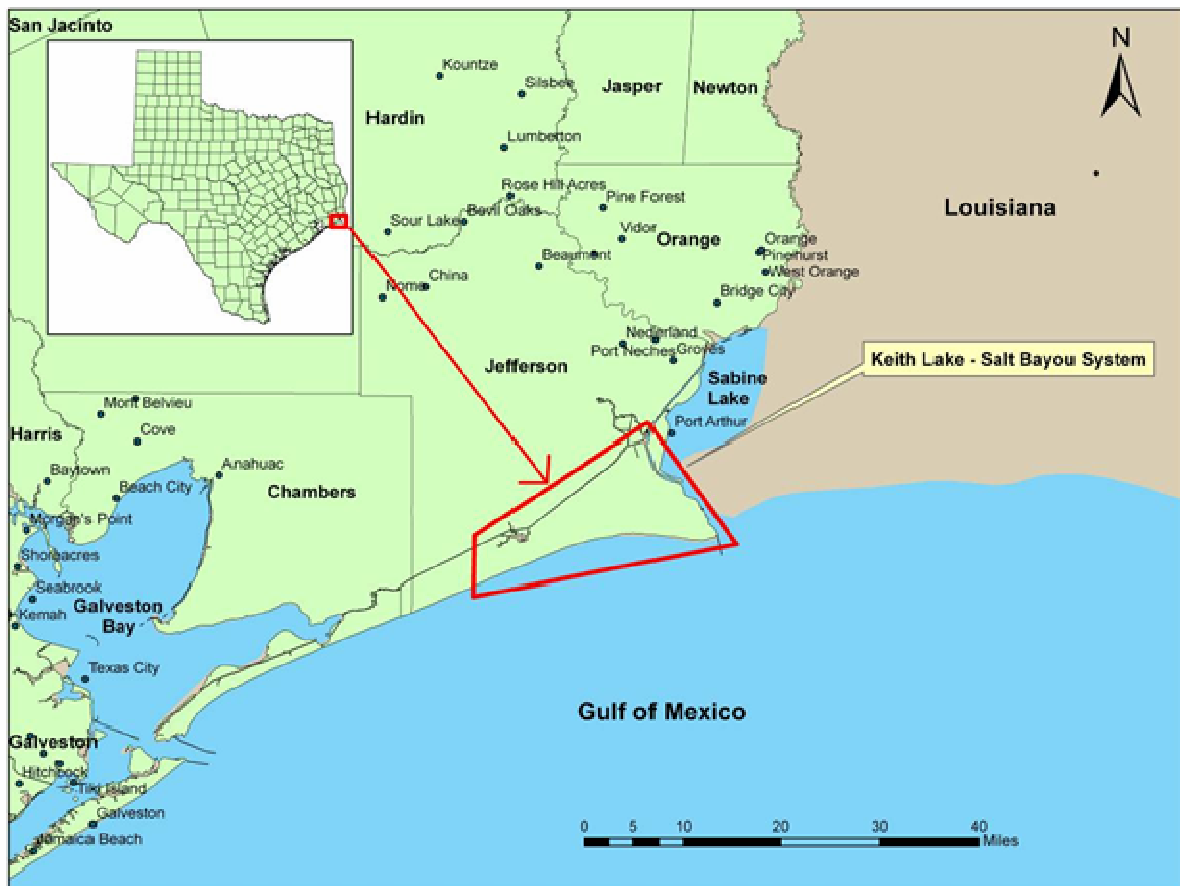 San Jacinto
N
Kountze
Silsbee
Jasper
Newton
Hardin
Lumberton
Rose Hill Acres
Pine Forest
Louisiana
Bevil Oaks
Sour Lake
Vidor
Orange
Orange
Beaumont
Pinehurst
West Orange
China
Nome
Bridge City
Nederland
Port Neches
Groves
Jefferson
Keith Lake - Salt Bayou System
Sabine
Lake
Mont Belvieu
Port Arthur
Harris
Cove
Baytown
Anahuac
Beach City
Chambers
Morgan's Point
Shoreacres
Seabrook
Galveston
Bay
Kemah
Texas City
Gulf of Mexico
Galveston
Hitchcock
Tiki Island
Galveston
Jamaica Beach
0 5 10 20 30 40
Miles